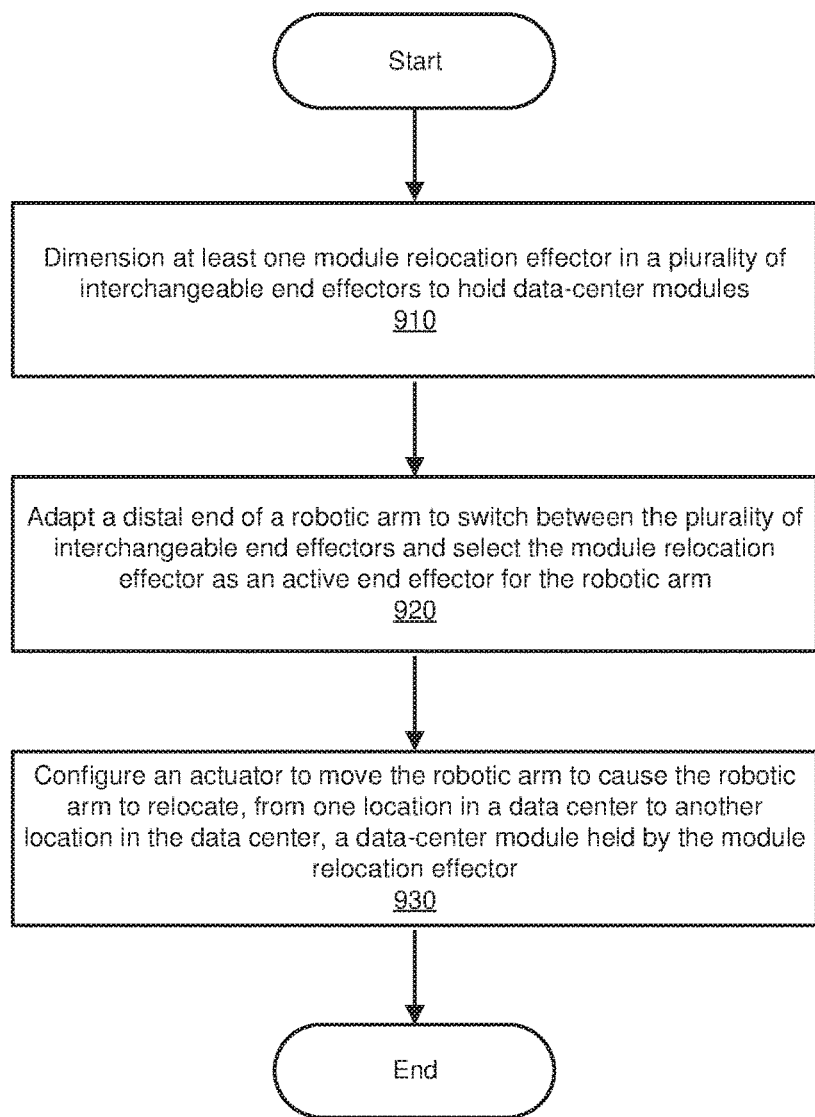 Start
Dimension at least one module relocation effector in a plurality of
interchangeable end effectors to hold data-center modules
910
Adapt a distal end of a robotic arm to switch between the plurality of
interchangeable end effectors and select the module relocation
effector as an active end effector for the robotic arm
920
Configure an actuator to move the robotic arm to cause the robotic
arm to relocate, from one location in a data center to another
location in the data center, a data-center module held by the module
relocation effector
930
End